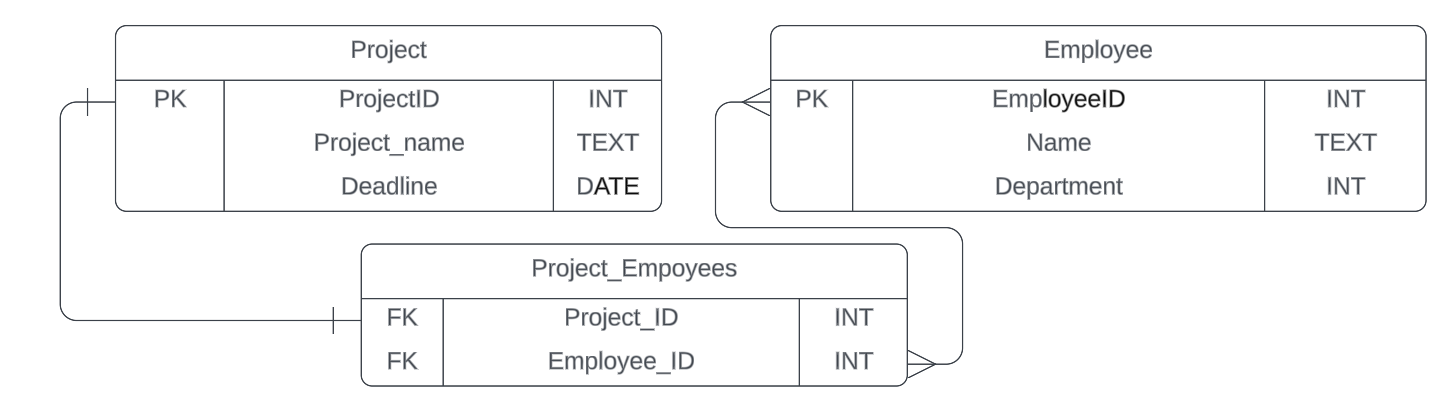 Project
PK ProjectID INT
Project_name TEXT
Deadline DATE
Employee
PK EmployeeID INT
Name TEXT
Department INT
Project_Empoyees
FK Project_ID INT
FK Employee_ID INT